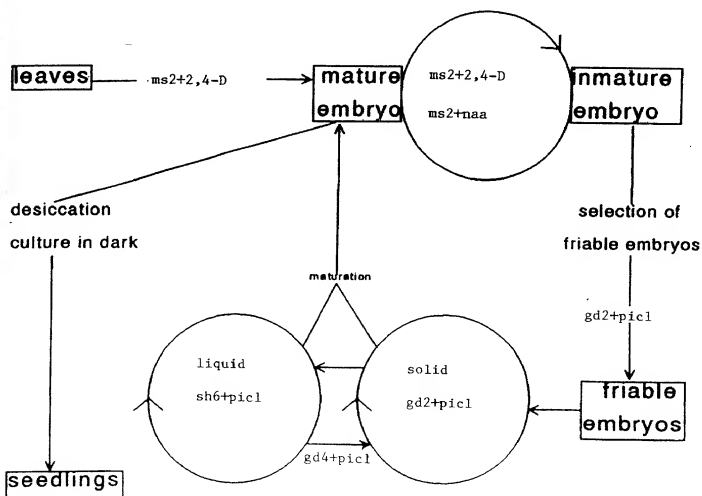 leaves
ms2+2,4-D
mature
embryo
ms2+2,4-D
ms2+naa
inmature
embryo
desiccation
culture in dark
selection of
friable embryos
maturation
gd2+picl
liquid
sh6+picl
solid
gd2+picl
friable
embryos
gd4+picl
seedlings